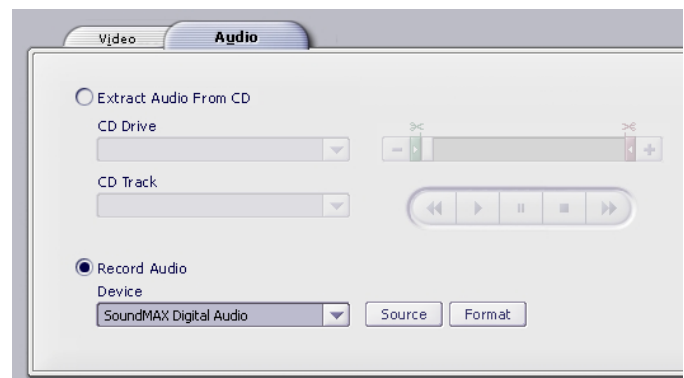 Video Audio
Extract Audio From CD
CD Drive
CD Track
Record Audio
Device
SoundMAX Digital Audio Source Format